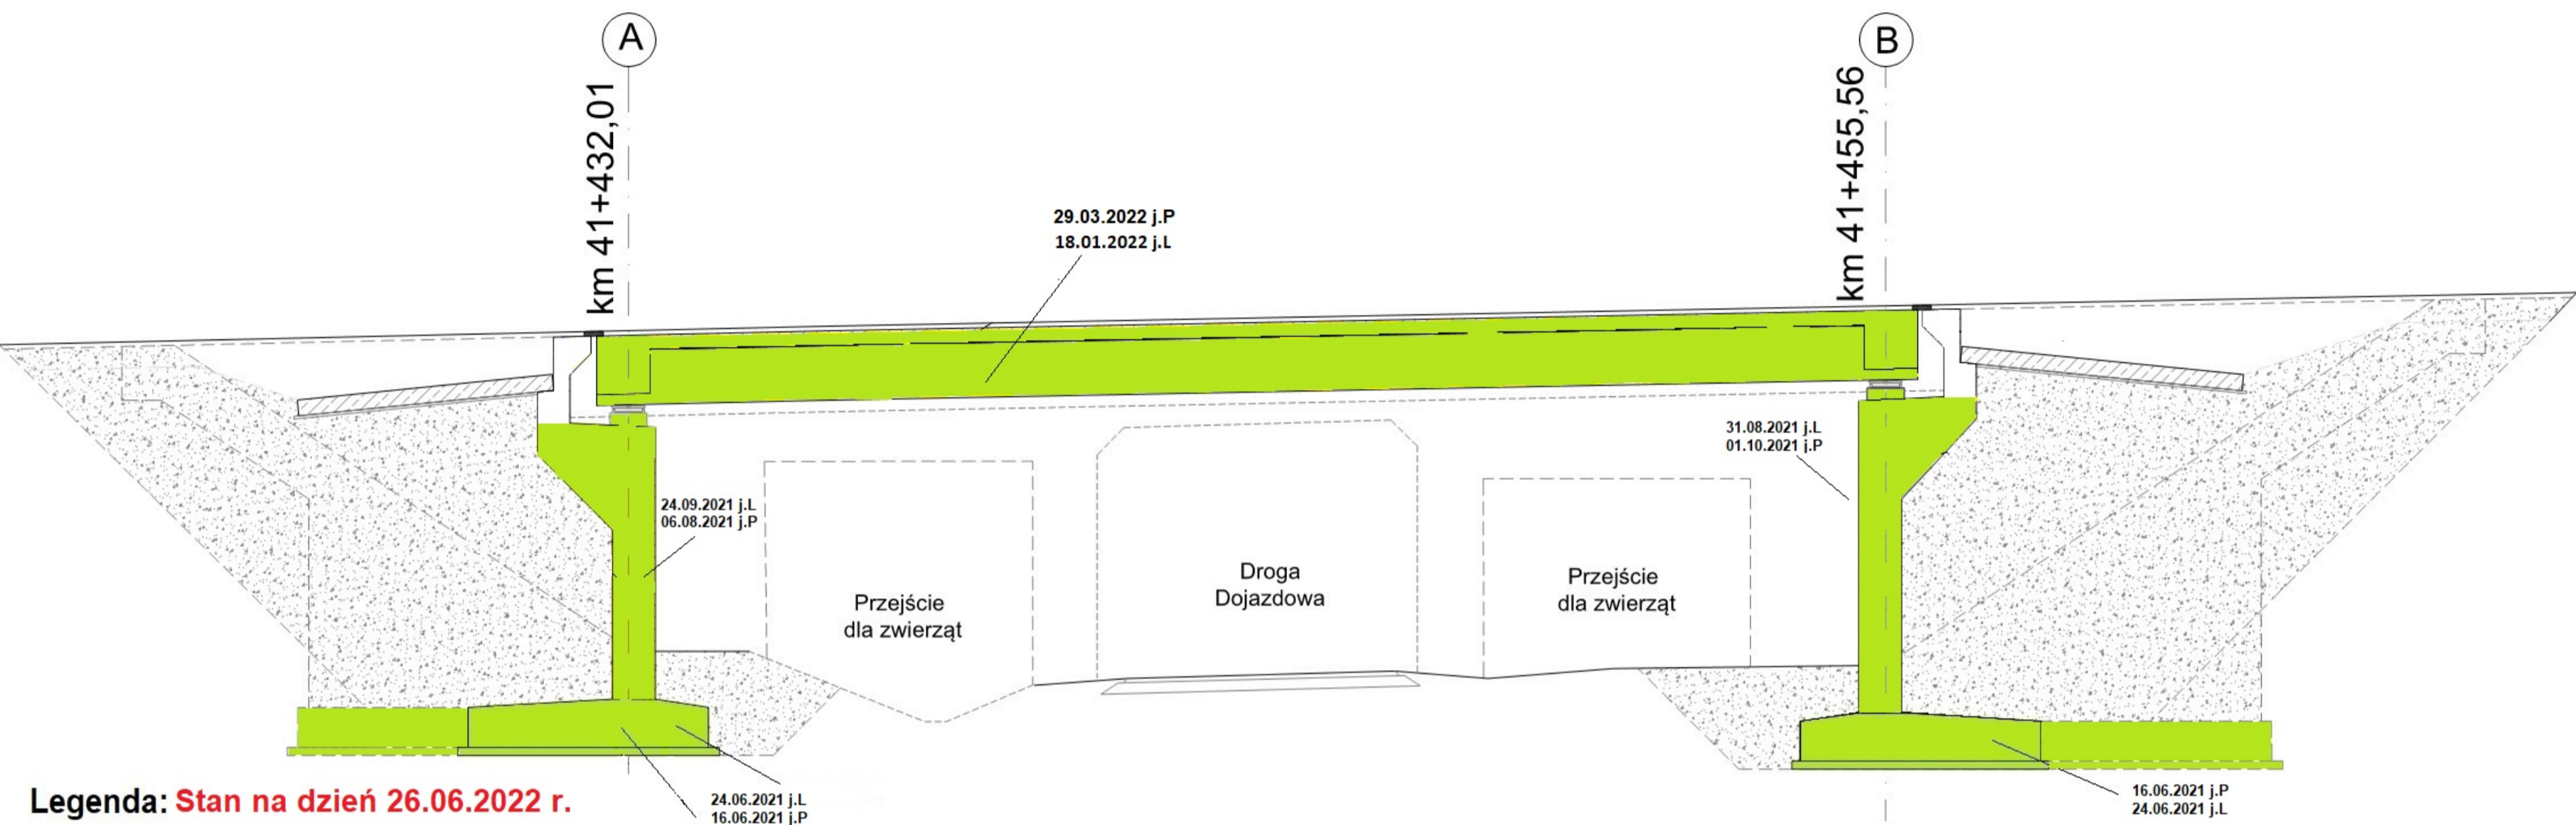 A
B
km 41+432,01
km 41+455,56
29.03.2022 j.P
18.01.2022 j.L
31.08.2021 j.L
01.10.2021 j.P
24.09.2021 j.L
06.08.2021 j.P
Przejście
dla zwierząt
Droga
Dojazdowa
Przejście
dla zwierząt
Legenda: Stan na dzień 26.06.2022 r.
24.06.2021 j.L
16.06.2021 j.P
16.06.2021 j.P
24.06.2021 j.L